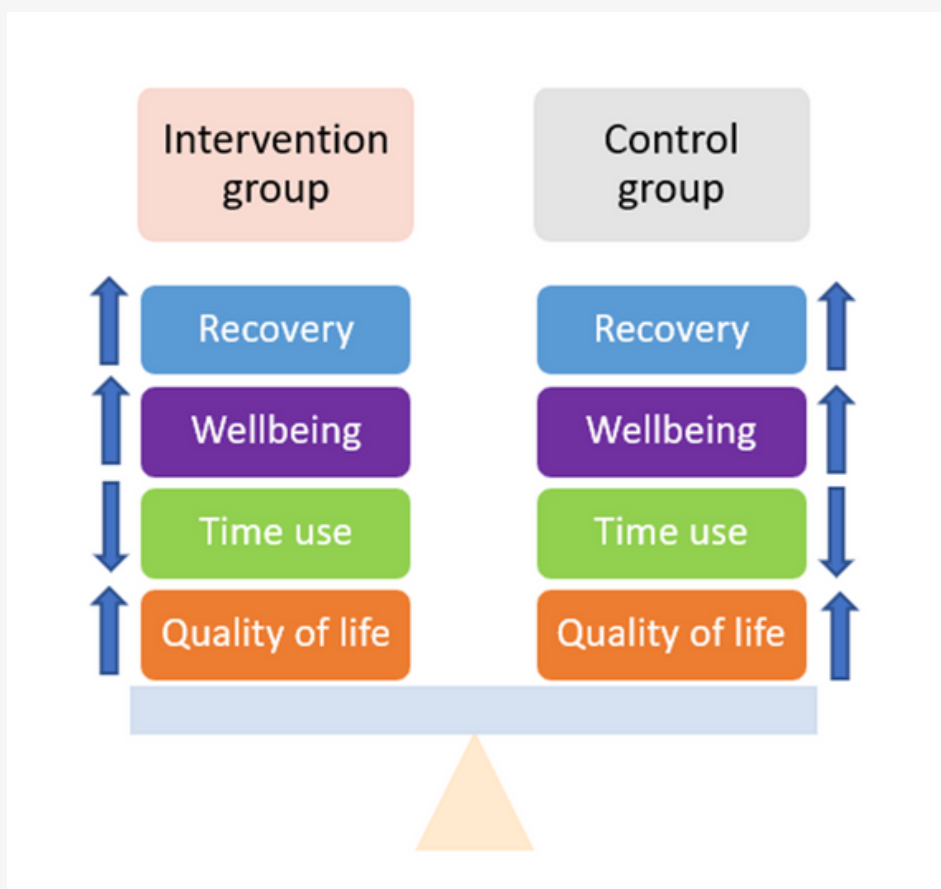 Intervention
group
Control
group
Recovery
Recovery
Wellbeing
Wellbeing
Time use
Time use
Quality of life
Quality of life